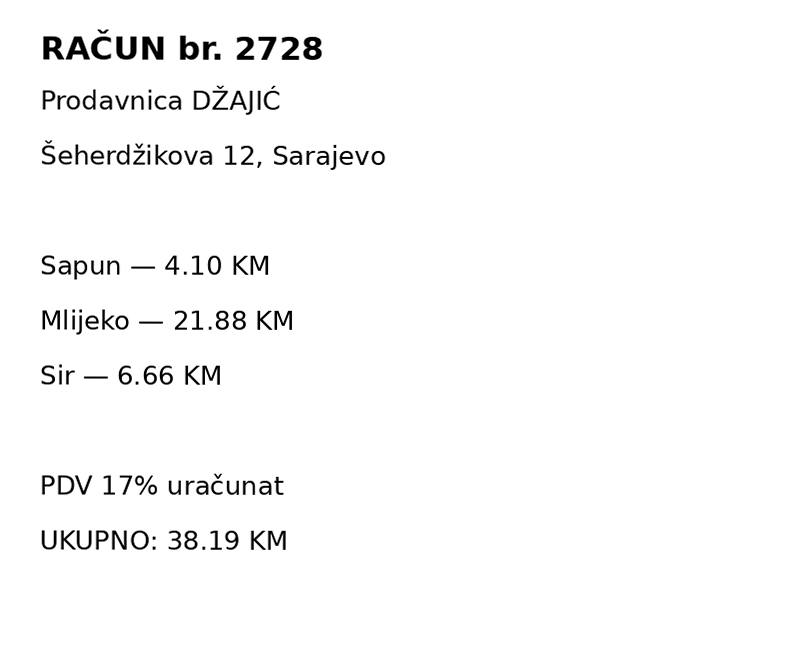 RAČUN br. 2728
Prodavnica DŽAJIĆ
Šeherdžikova 12, Sarajevo
Sapun — 4.10 KM
Mlijeko — 21.88 KM
Sir — 6.66 KM
PDV 17% uračunat
UKUPNO: 38.19 KM